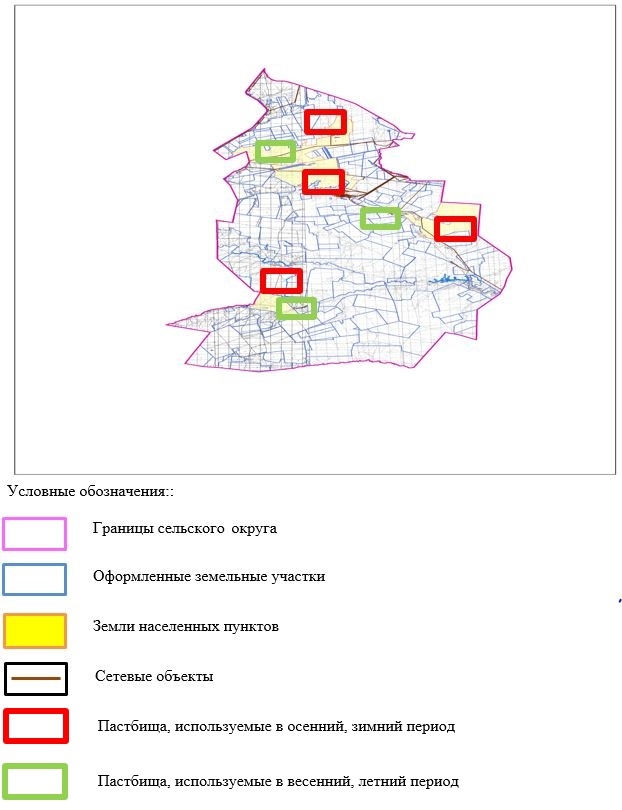 Условные обозначения::
Границы сельского округа
Оформленные земельные участки
Земли населенных пунктов
Сетевые объекты
Пастбища, используемые в осенний, зимний период
Пастбища, используемые в весенний, летний период